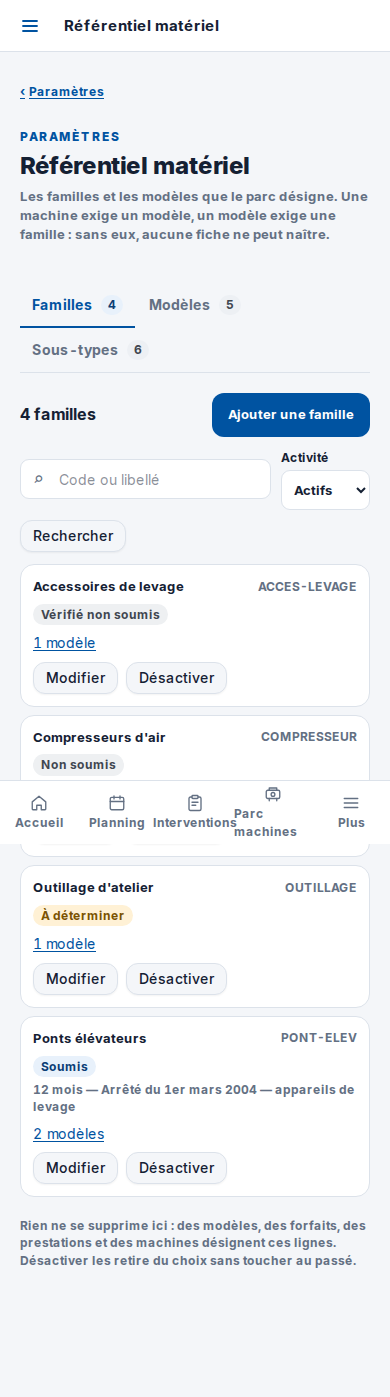 Référentiel matériel
‹ Paramètres
PARAMÈTRES
Référentiel matériel
Les familles et les modèles que le parc désigne. Une
machine exige un modèle, un modèle exige une
famille : sans eux, aucune fiche ne peut naître.
Familles 4 Modèles 5
Sous-types 6
4 familles Ajouter une famille
Activité
Code ou libellé Actifs
Rechercher
Accessoires de levage ACCES-LEVAGE
Vérifié non soumis
1 modèle
Modifier Désactiver
Compresseurs d'air COMPRESSEUR
Non soumis
Accueil Planning Interventions Parc machines Plus
Outillage d'atelier OUTILLAGE
À déterminer
1 modèle
Modifier Désactiver
Ponts élévateurs PONT-ELEV
Soumis
12 mois — Arrêté du 1er mars 2004 — appareils de
levage
2 modèles
Modifier Désactiver
Rien ne se supprime ici : des modèles, des forfaits, des
prestations et des machines désignent ces lignes.
Désactiver les retire du choix sans toucher au passé.